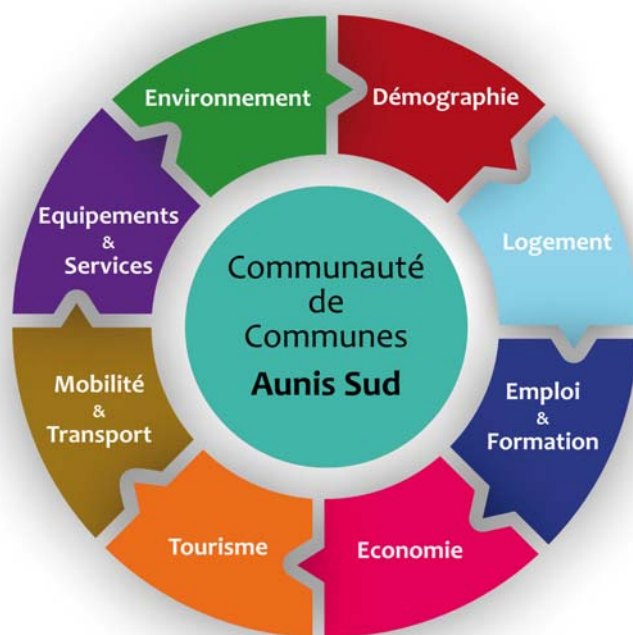 Environnement
Démographie
Logement
Emploi
&
Formation
Economie
Tourisme
Mobilité
&
Transport
Equipements
&
Services
Communauté
de
Communes
Aunis Sud